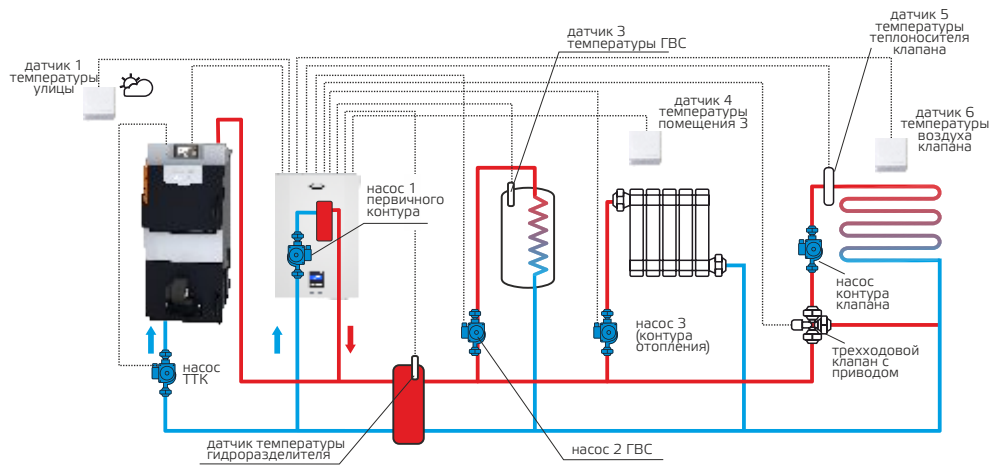 датчик 1
температуры
улицы
датчик 3
температуры ГВС
датчик 5
температуры
теплоносителя
клапана
датчик 4
температуры
помещения 3
датчик 6
температуры
воздуха
клапана
насос 1
первичного
контура
насос
контура
клапана
насос 3
(контура
отопления)
трехходовой
клапан с
приводом
насос
ТТК
датчик температуры
гидроразделителя
насос 2 ГВС